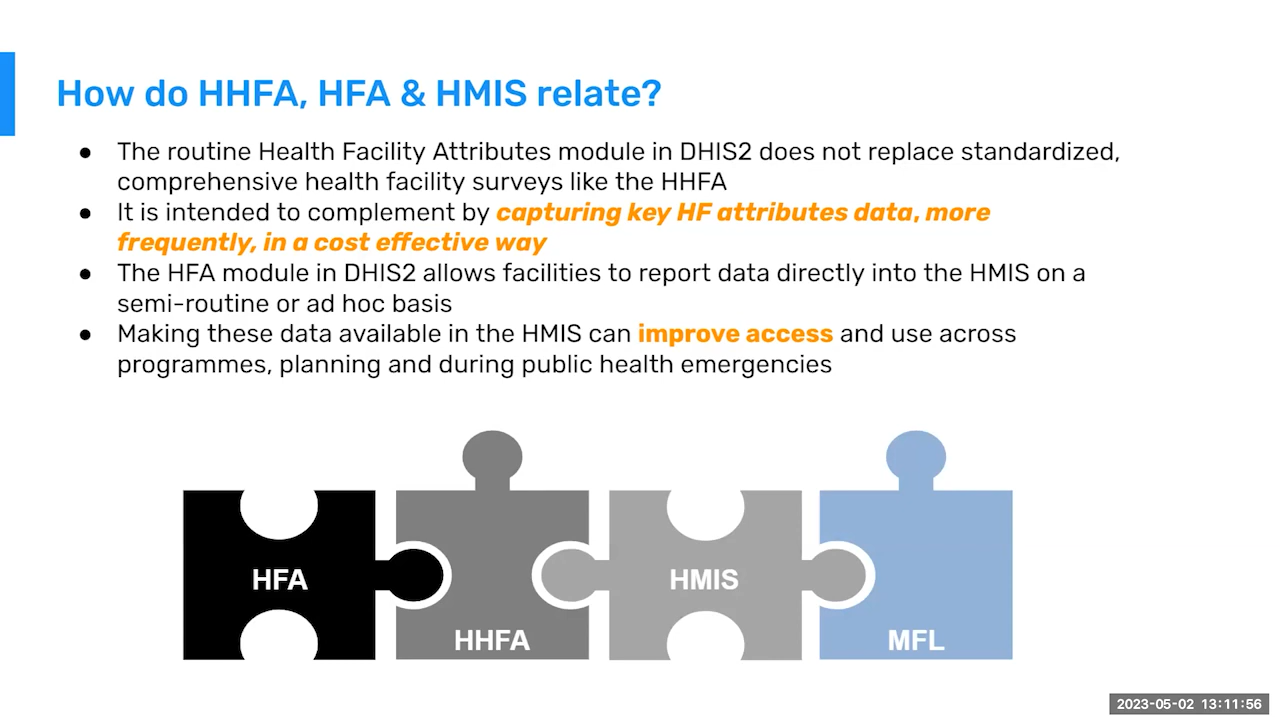 How do HHFA, HFA & HMIS relate?
● The routine Health Facility Attributes module in DHIS2 does not replace standardized,
comprehensive health facility surveys like the HHFA
● It is intended to complement by capturing key HF attributes data, more
frequently, in a cost effective way
● The HFA module in DHIS2 allows facilities to report data directly into the HMIS on a
semi-routine or ad hoc basis
● Making these data available in the HMIS can improve access and use across
programmes, planning and during public health emergencies
HFA
HHFA
HMIS
MFL
2023-05-02 13:11:56